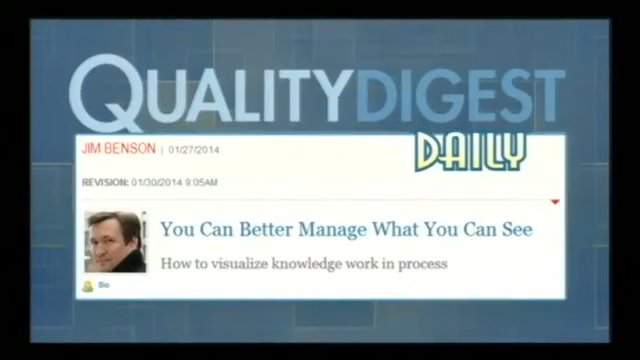 QUALITYDIGEST
DAILY
JIM BENSON | 01/27/2014
REVISION: 01/30/2014 9:05AM
You Can Better Manage What You Can See
How to visualize knowledge work in process
Bio